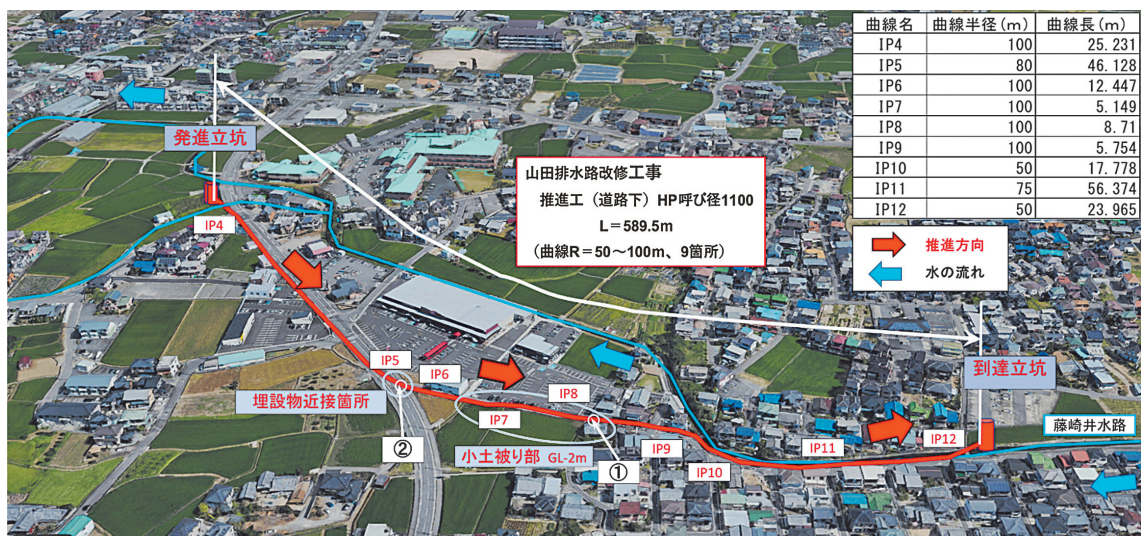 曲線名 曲線半径(m) 曲線長(m)
IP4 100 25.231
IP5 80 46.128
IP6 100 12.447
IP7 100 5.149
IP8 100 8.71
IP9 100 5.754
IP10 50 17.778
IP11 75 56.374
IP12 50 23.965
発進立坑
山田排水路改修工事
推進工(道路下)HP呼び径1100
L=589.5m
(曲線R=50~100m、9箇所)
推進方向
水の流れ
IP4
IP5
IP6
IP7
IP8
IP9
IP10
IP11
IP12
到達立坑
藤崎井水路
埋設物近接箇所
小土被り部 GL-2m
②
①